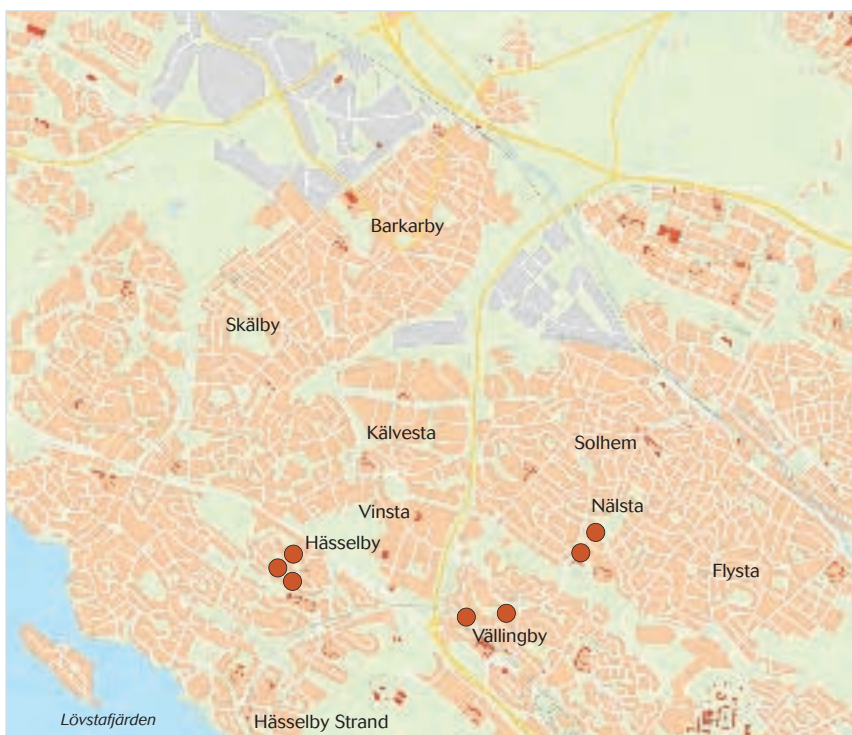 Barkarby
Skälby
Kälvesta
Solhem
Nälsta
Vinsta
Hässelby
Flysta
Vällingby
Lövstafjärden
Hässelby Strand